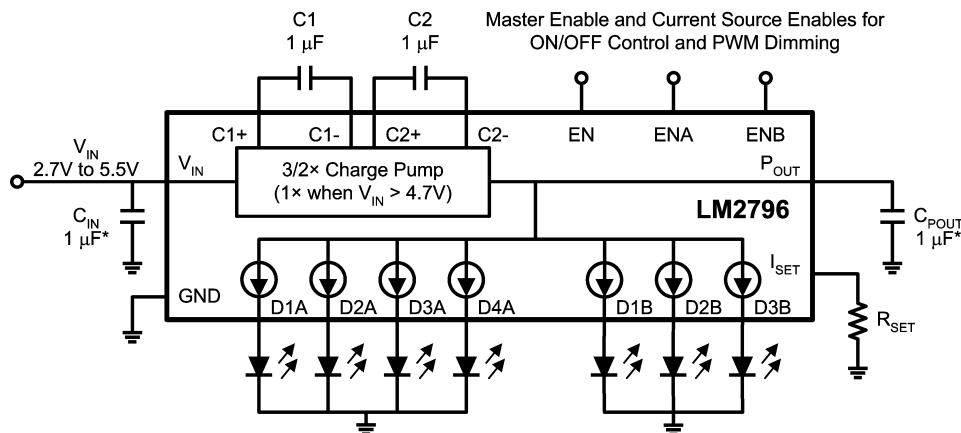 C1
1 μF
C2
1 μF
Master Enable and Current Source Enables for
ON/OFF Control and PWM Dimming
C1+
C1-
C2+
C2-
EN
ENA
ENB
VIN
2.7V to 5.5V
VIN
3/2× Charge Pump
(1× when VIN > 4.7V)
POUT
LM2796
CIN
1 μF*
CPOUT
1 μF*
ISET
GND
D1A
D2A
D3A
D4A
D1B
D2B
D3B
RSET